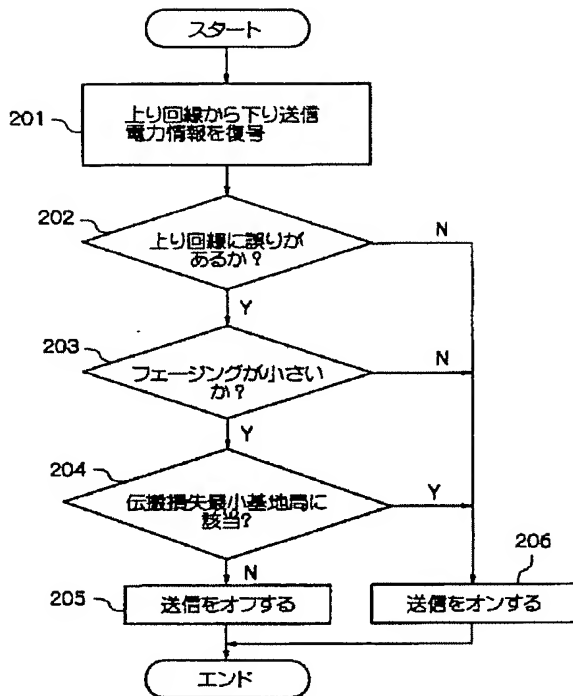 スタート
201
上り回線から下り送信
電力情報を復号
202
上り回線に誤りが
あるか？
N
Y
203
フェージングが小さい
か？
N
Y
204
伝搬損失最小基地局に
該当？
Y
N
206
205
送信をオフする
送信をオンする
エンド